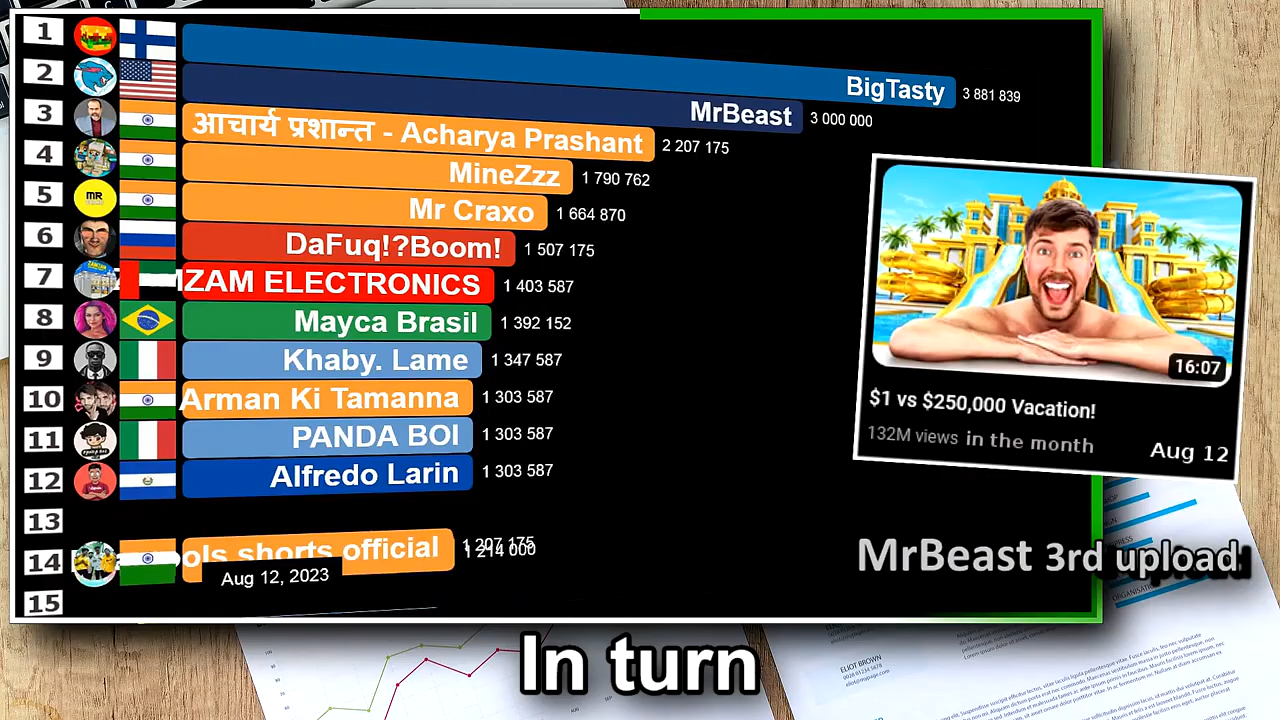 1
BigTasty 3 881 839
2
MrBeast 3 000 000
3
आचार्य प्रशान्त - Acharya Prashant 2 207 175
4
MineZzz 1 790 762
5
MR
Mr Craxo 1 664 870
6
DaFuq!?Boom! 1 507 175
7
MZAM ELECTRONICS 1 403 587
8
Mayca Brasil 1 392 152
9
Khaby. Lame 1 347 587
10
Arman Ki Tamanna 1 303 587
11
PANDA BOI 1 303 587
12
Alfredo Larin 1 303 587
13
14
ols shorts official
15
Aug 12, 2023
16:07
$1 vs $250,000 Vacation!
132M views in the month
Aug 12
MrBeast 3rd upload
In turn
ELIOT BROWN